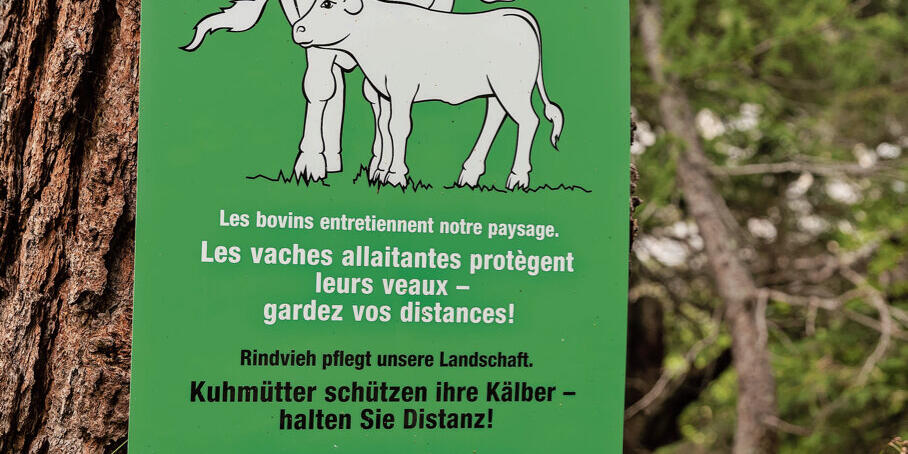 Les bovins entretiennent notre paysage.
Les vaches allaitantes protègent
leurs veaux –
gardez vos distances!
Rindvieh pflegt unsere Landschaft.
Kuhmütter schützen ihre Kälber –
halten Sie Distanz!